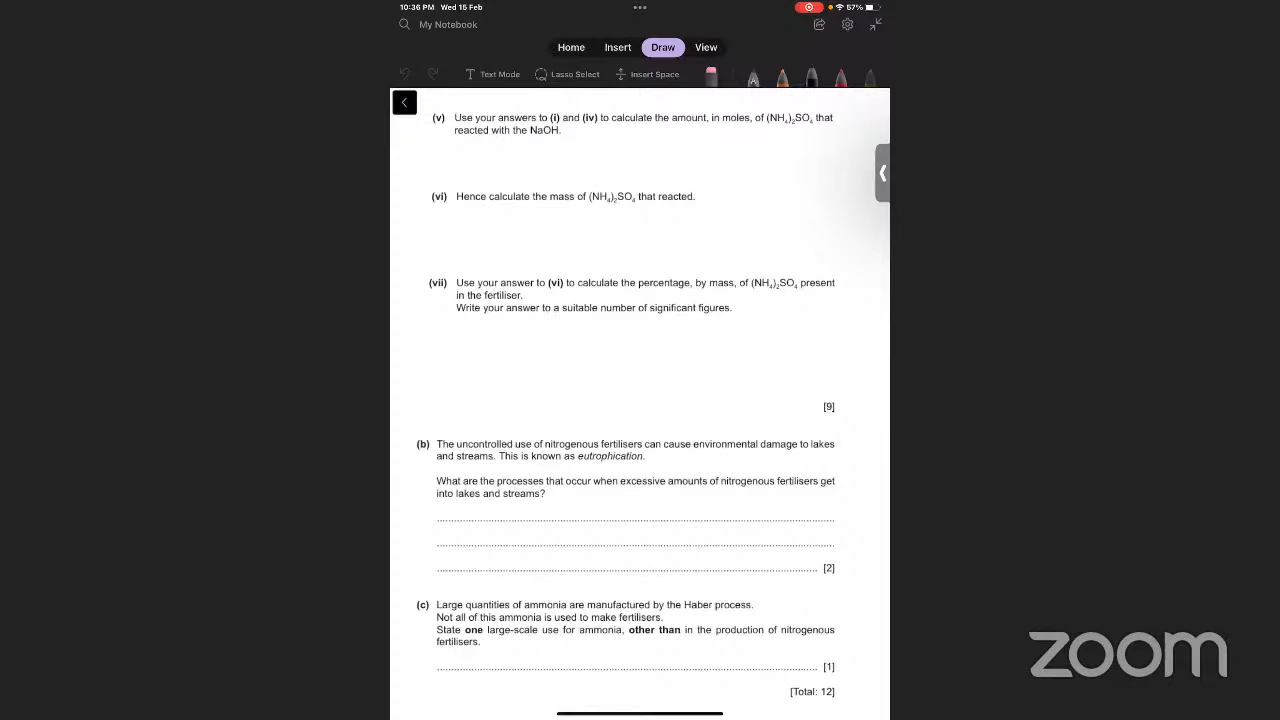 10:36 PM Wed 15 Feb
57%
My Notebook
Home Insert Draw View
Text Mode Lasso Select Insert Space
A
(v) Use your answers to (i) and (iv) to calculate the amount, in moles, of (NH₄)₂SO₄ that
reacted with the NaOH.
(vi) Hence calculate the mass of (NH₄)₂SO₄ that reacted.
(vii) Use your answer to (vi) to calculate the percentage, by mass, of (NH₄)₂SO₄ present
in the fertiliser.
Write your answer to a suitable number of significant figures.
[9]
(b) The uncontrolled use of nitrogenous fertilisers can cause environmental damage to lakes
and streams. This is known as eutrophication.
What are the processes that occur when excessive amounts of nitrogenous fertilisers get
into lakes and streams?
[2]
(c) Large quantities of ammonia are manufactured by the Haber process.
Not all of this ammonia is used to make fertilisers.
State one large-scale use for ammonia, other than in the production of nitrogenous
fertilisers.
[1]
[Total: 12]
zoom